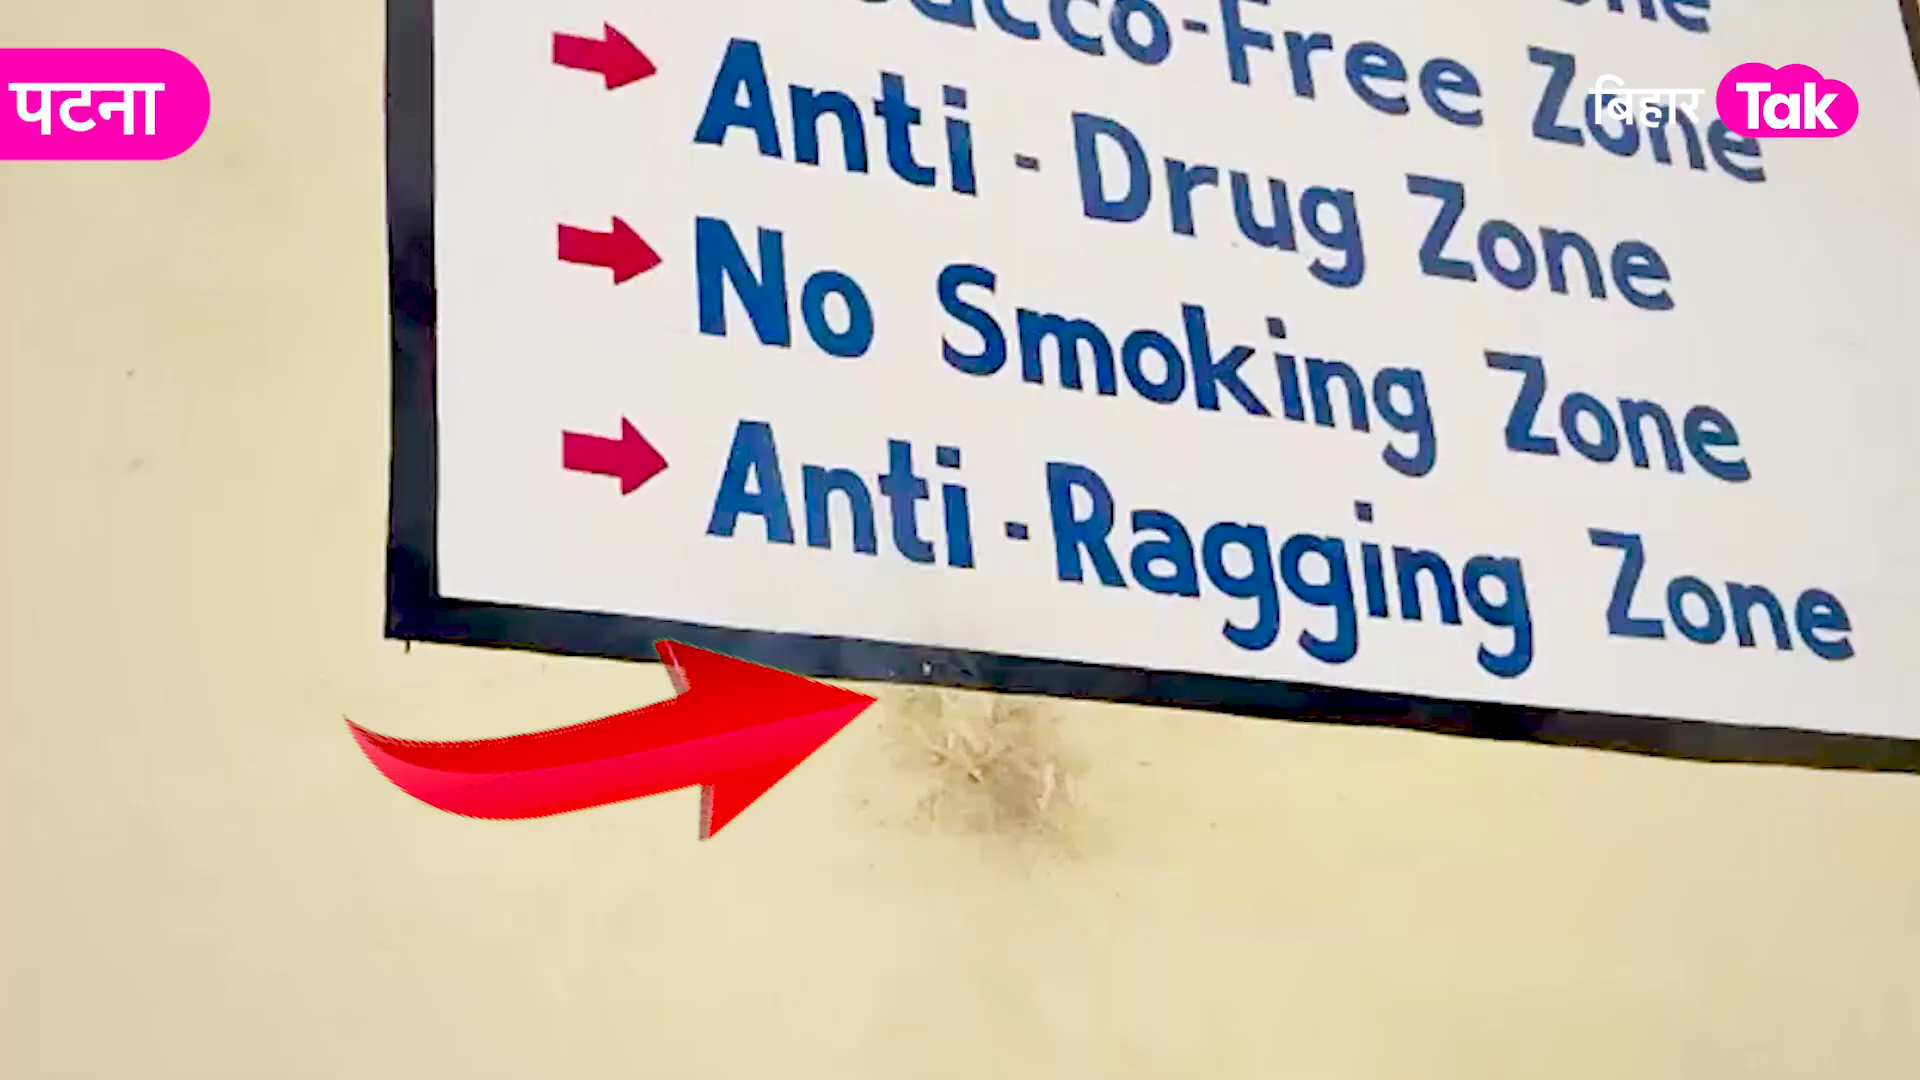 पटना
बिहार Tak
Free Zone
Anti - Drug Zone
No Smoking Zone
Anti - Ragging Zone